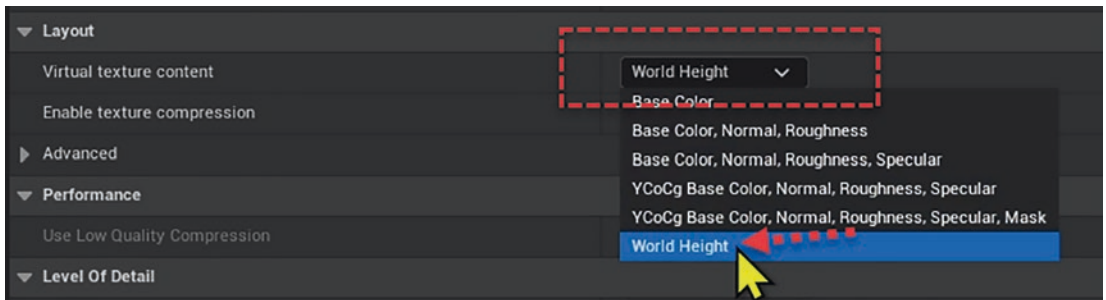 Layout
Virtual texture content
World Height
Enable texture compression
Base Color
Base Color, Normal, Roughness
Advanced
Base Color, Normal, Roughness, Specular
Performance
YCoCg Base Color, Normal, Roughness, Specular
YCoCg Base Color, Normal, Roughness, Specular, Mask
Use Low Quality Compression
World Height
Level Of Detail